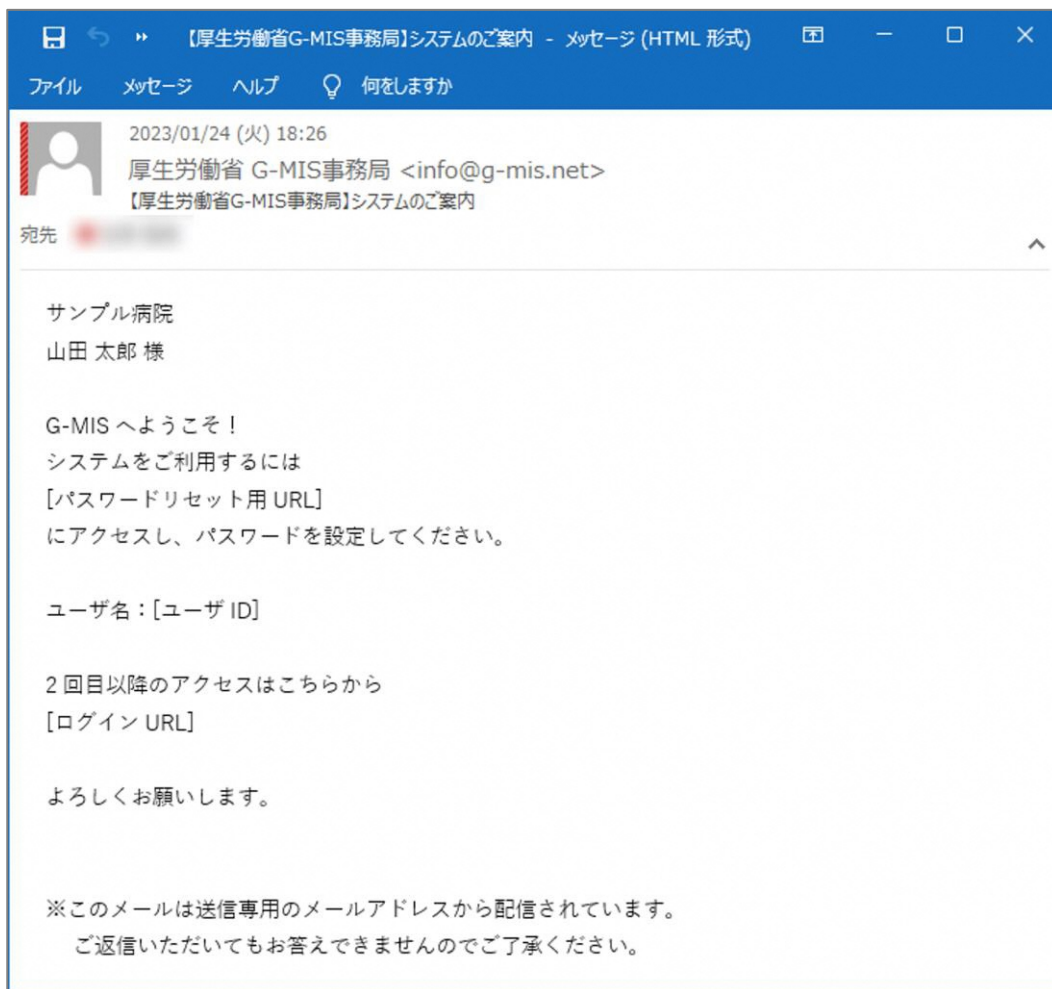 【厚生労働省G-MIS事務局】システムのご案内 - メッセージ (HTML 形式)
ファイル メッセージ ヘルプ 何をしますか
2023/01/24 (火) 18:26
厚生労働省 G-MIS事務局 <info@g-mis.net>
【厚生労働省G-MIS事務局】システムのご案内
宛先
サンプル病院
山田 太郎 様
G-MIS へようこそ！
システムをご利用するには
[パスワードリセット用 URL]
にアクセスし、パスワードを設定してください。
ユーザ名：[ユーザ ID]
2 回目以降のアクセスはこちらから
[ログイン URL]
よろしくお願いします。
※このメールは送信専用のメールアドレスから配信されています。
ご返信いただいてもお答えできませんのでご了承ください。